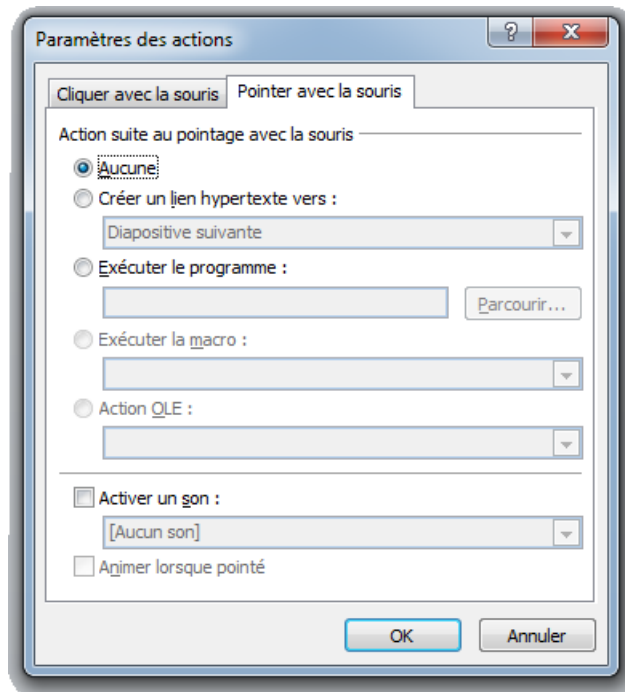 Paramètres des actions
Cliquer avec la souris
Pointer avec la souris
Action suite au pointage avec la souris
Aucune
Créer un lien hypertexte vers :
Diapositive suivante
Exécuter le programme :
Parcourir...
Exécuter la macro :
Action OLE :
Activer un son :
[Aucun son]
Animer lorsque pointé
OK
Annuler